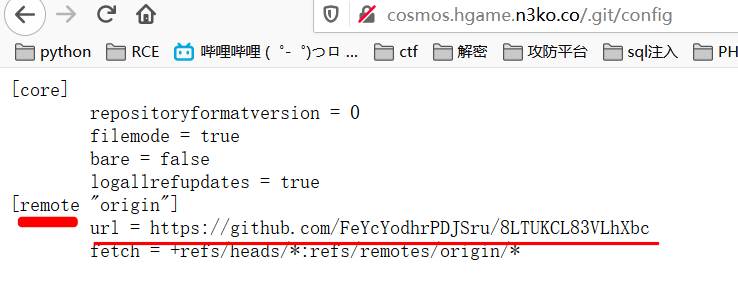 cosmos.hgame.n3ko.co/.git/config
python RCE 哔哩哔哩 ( ゜- ゜)つロ ... ctf 解密 攻防平台 sql注入 PH
[core]
repositoryformatversion = 0
filemode = true
bare = false
logallrefupdates = true
[remote "origin"]
url = https://github.com/FeYcYodhrPDJSru/8LTUKCL83VLhXbc
fetch = +refs/heads/*:refs/remotes/origin/*